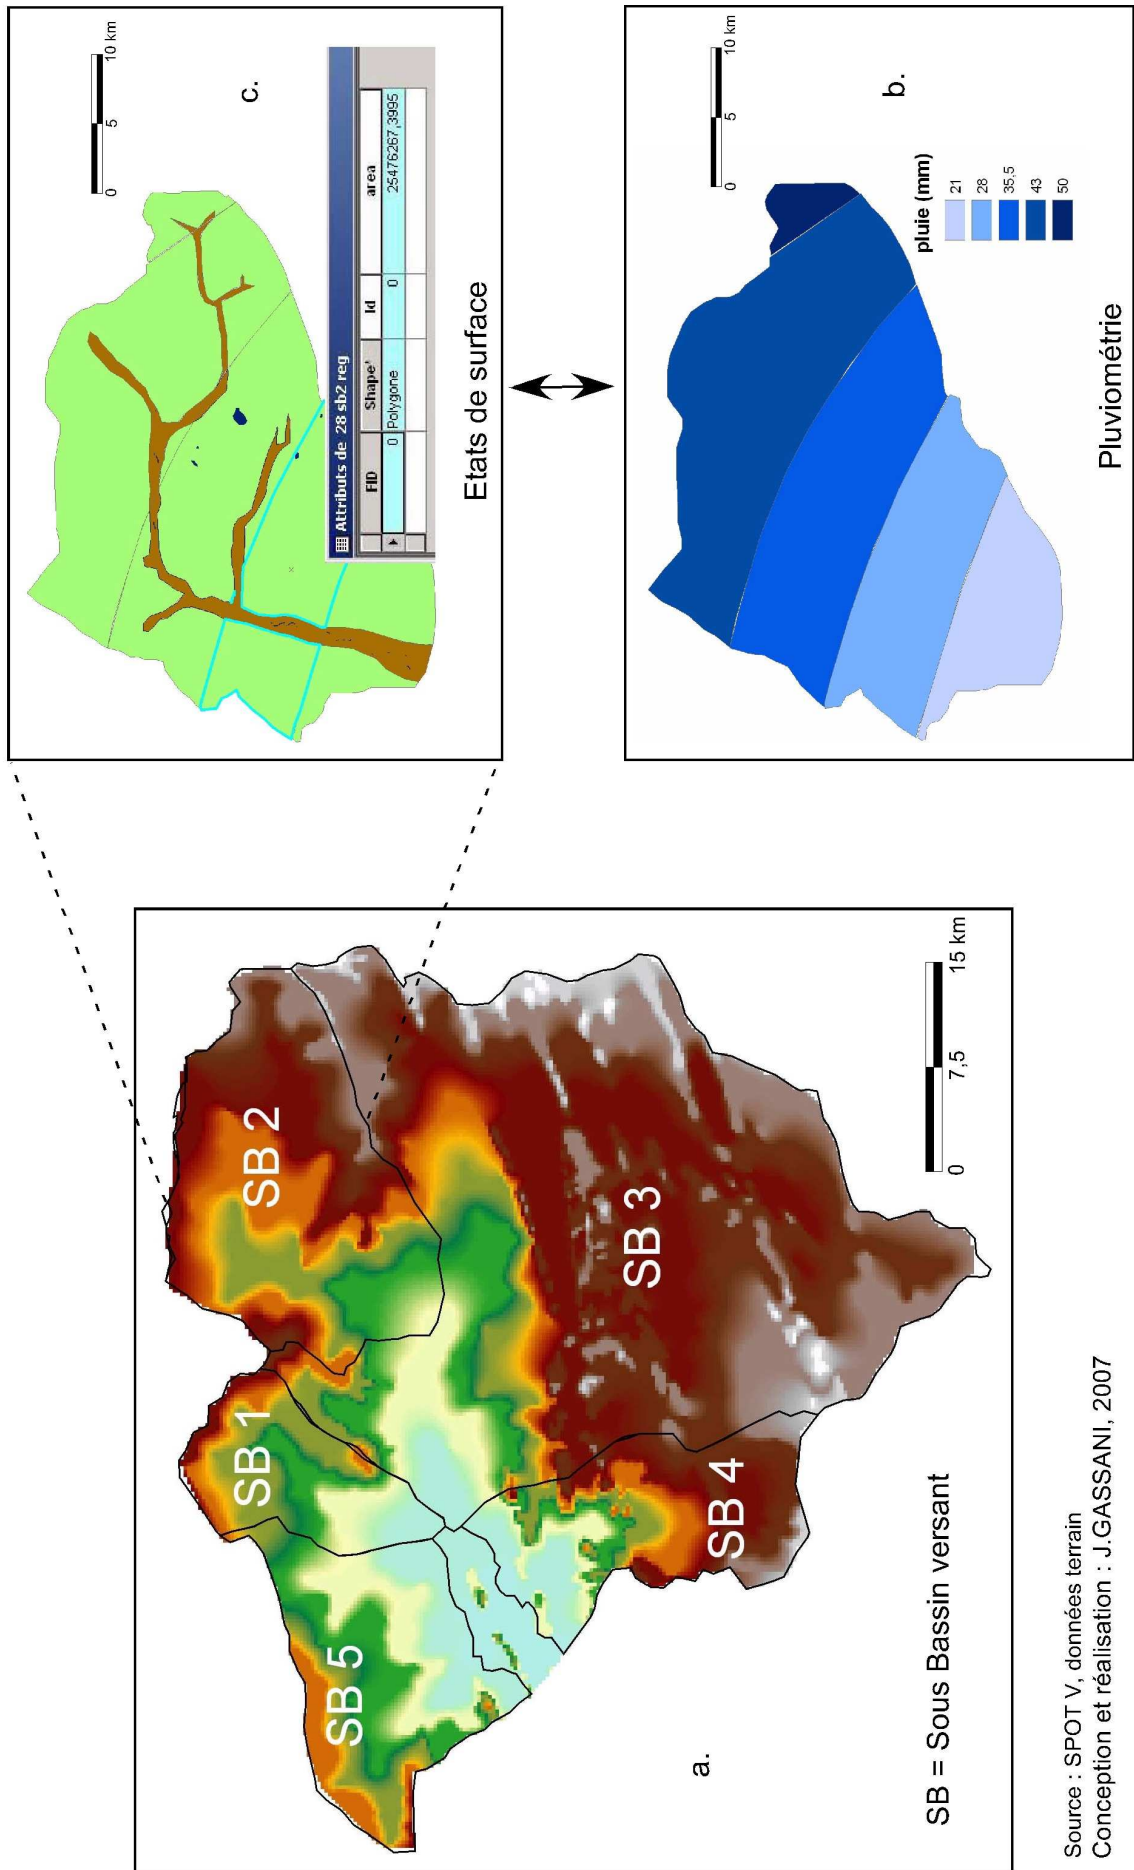 SB 1
SB 2
SB 3
SB 4
SB 5
a.
SB = Sous Bassin versant
0 7,5 15 km
c.
0 5 10 km
Attributs de 28 sb2 reg
FID Shape* Id area
0 Polygone 0 25476267,3995
Etats de surface
b.
0 5 10 km
pluie (mm)
21
28
35,5
43
50
Pluviométrie
Source : SPOT V, données terrain
Conception et réalisation : J.GASSANI, 2007